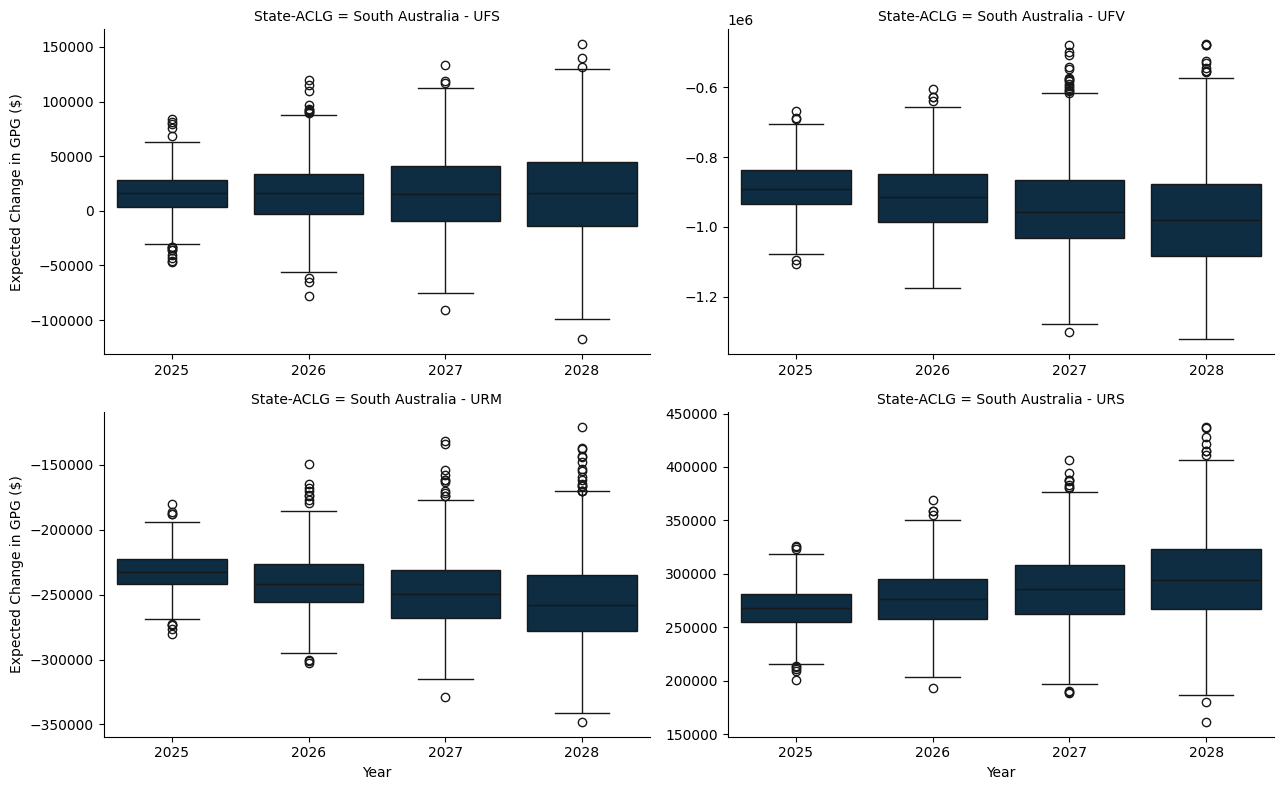 State-ACLG = South Australia - UFS
Expected Change in GPG ($)
150000
100000
50000
0
−50000
−100000
2025 2026 2027 2028
State-ACLG = South Australia - UFV
1e6
−0.6
−0.8
−1.0
−1.2
2025 2026 2027 2028
State-ACLG = South Australia - URM
Expected Change in GPG ($)
−150000
−200000
−250000
−300000
−350000
2025 2026 2027 2028
Year
State-ACLG = South Australia - URS
450000
400000
350000
300000
250000
200000
150000
2025 2026 2027 2028
Year